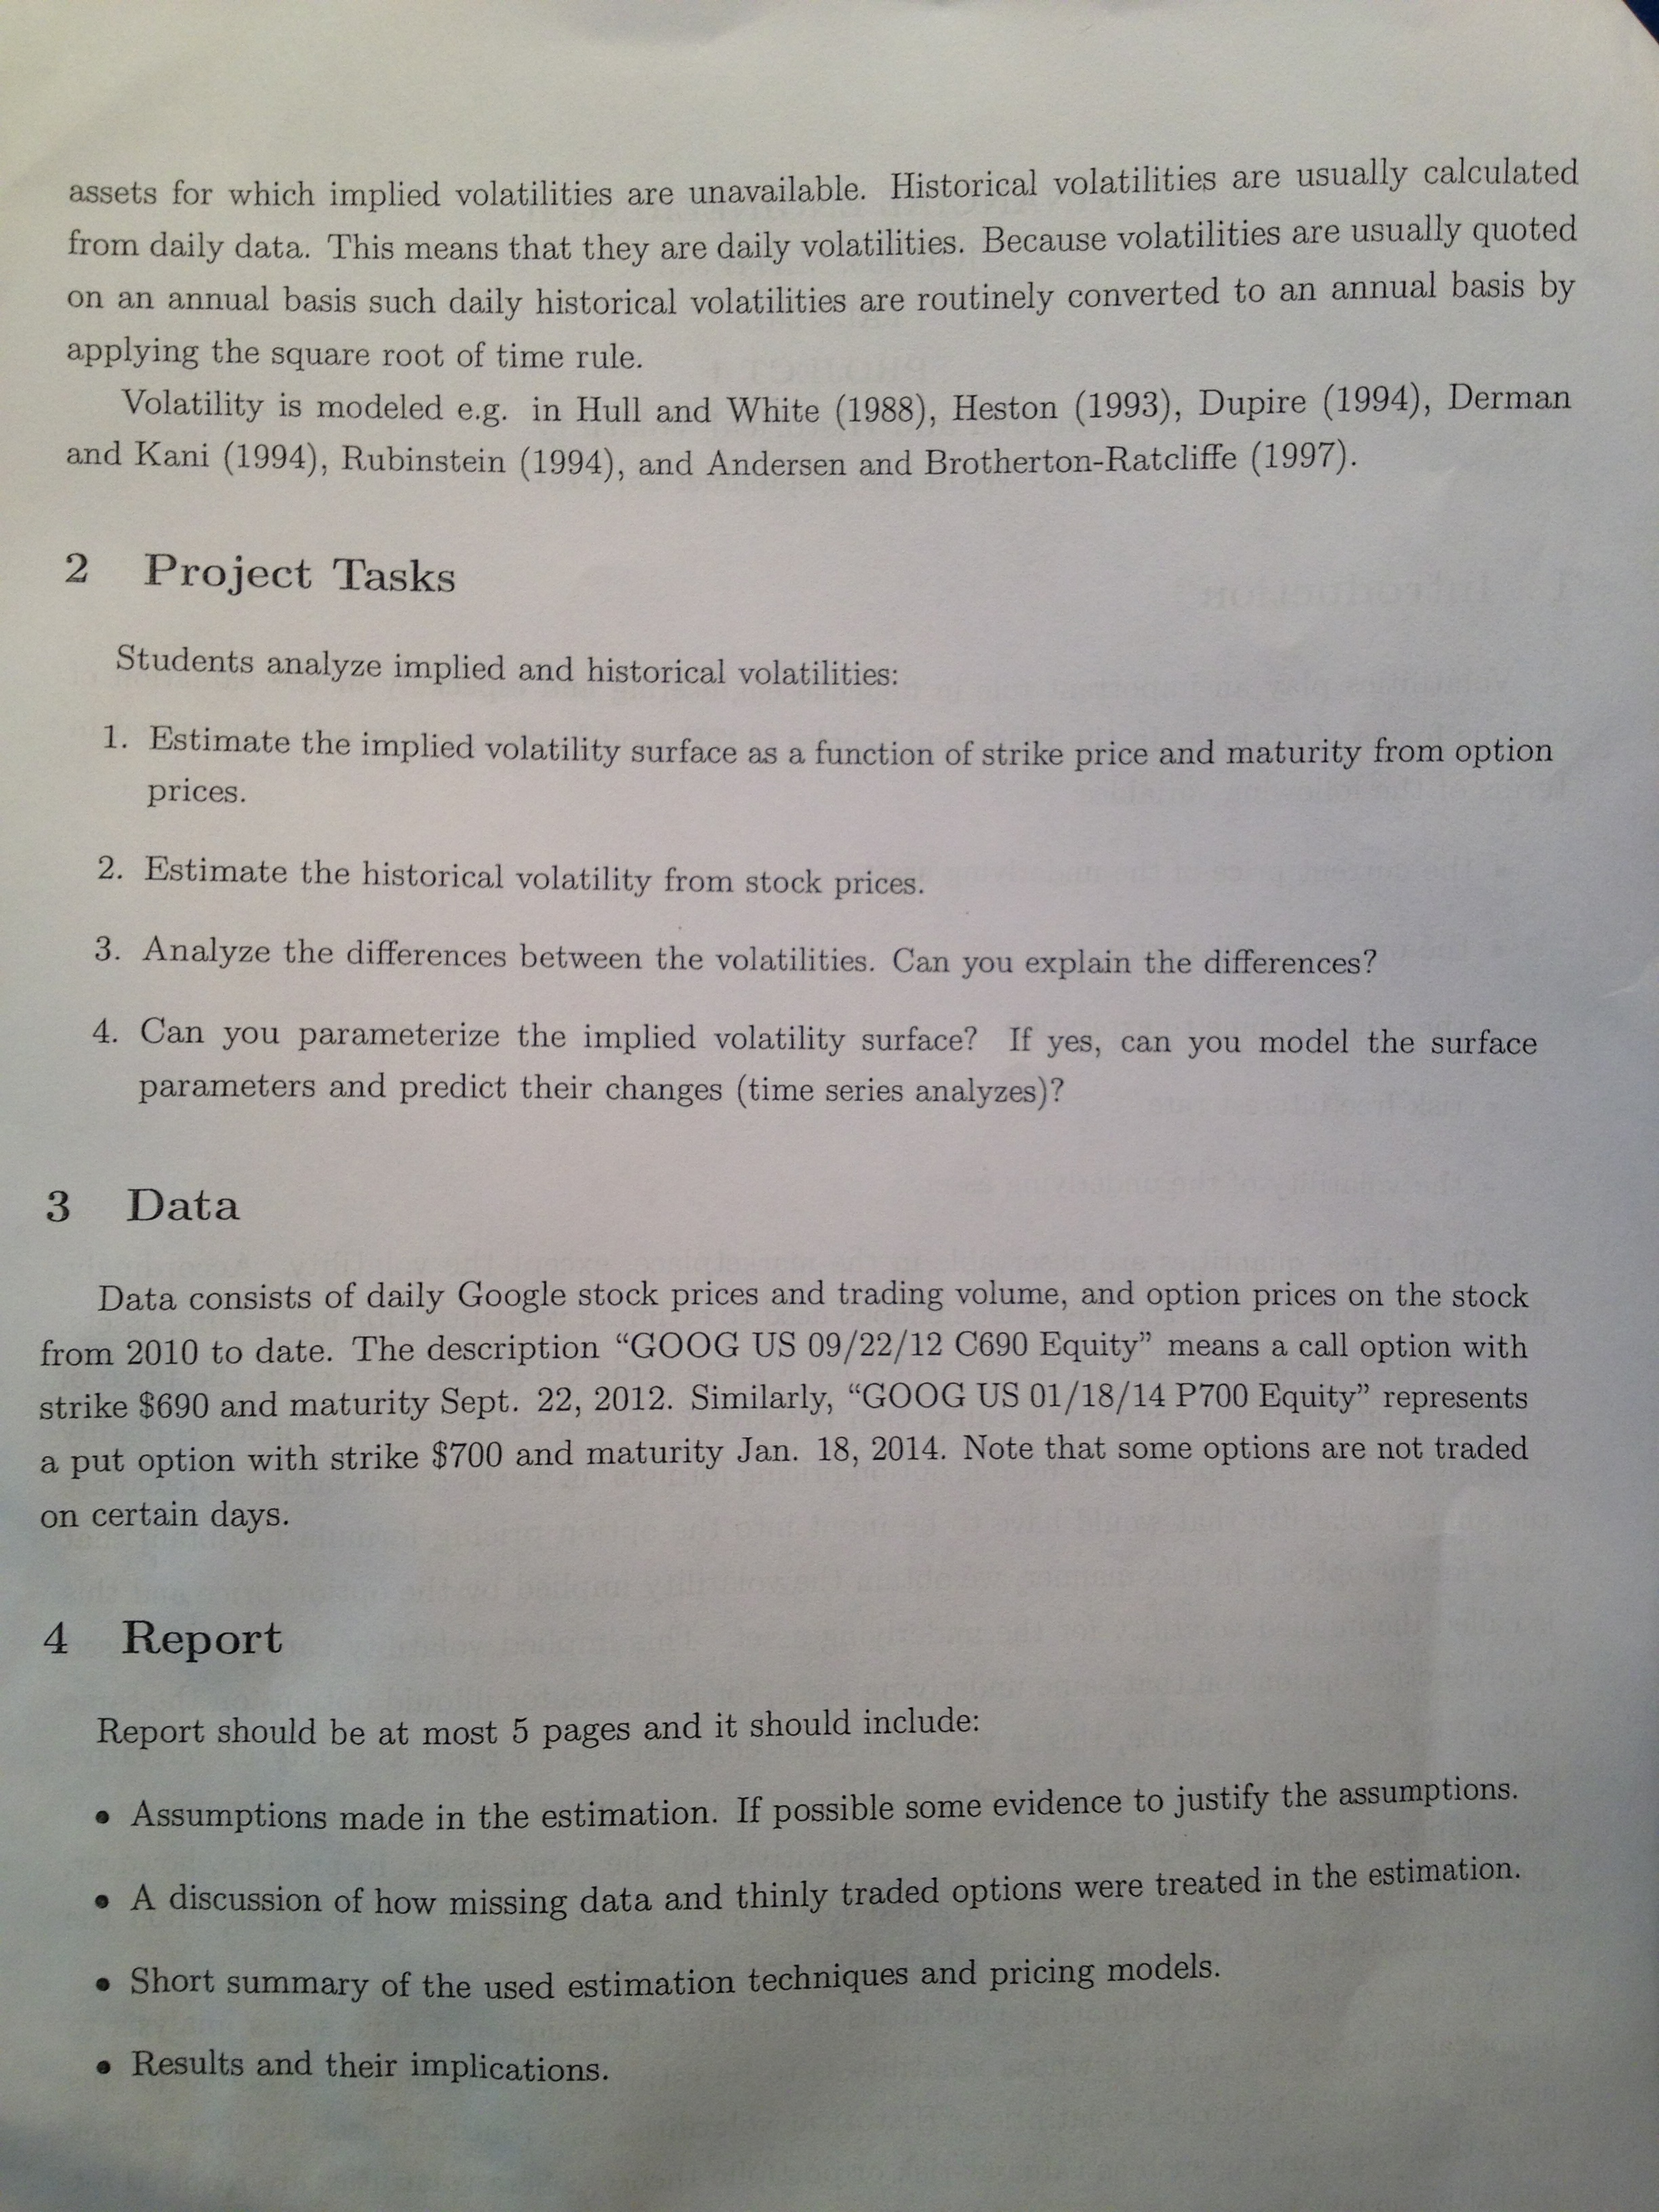 assets for which implied volatilities are unavailable. Historical volatilities are usually calculated
from daily data. This means that they are daily volatilities. Because volatilities are usually quoted
on an annual basis such daily historical volatilities are routinely converted to an annual basis by
applying the square root of time rule.
Volatility is modeled e.g. in Hull and White (1988), Heston (1993), Dupire (1994), Derman
and Kani (1994), Rubinstein (1994), and Andersen and Brotherton-Ratcliffe (1997).
2 Project Tasks
Students analyze implied and historical volatilities:
1. Estimate the implied volatility surface as a function of strike price and maturity from option
prices.
2. Estimate the historical volatility from stock prices.
3. Analyze the differences between the volatilities. Can you explain the differences?
4. Can you parameterize the implied volatility surface? If yes, can you model the surface
parameters and predict their changes (time series analyzes)?
3 Data
Data consists of daily Google stock prices and trading volume, and option prices on the stock
from 2010 to date. The description “GOOG US 09/22/12 C690 Equity” means a call option with
strike $690 and maturity Sept. 22, 2012. Similarly, “GOOG US 01/18/14 P700 Equity” represents
a put option with strike $700 and maturity Jan. 18, 2014. Note that some options are not traded
on certain days.
4 Report
Report should be at most 5 pages and it should include:
• Assumptions made in the estimation. If possible some evidence to justify the assumptions.
• A discussion of how missing data and thinly traded options were treated in the estimation.
• Short summary of the used estimation techniques and pricing models.
• Results and their implications.